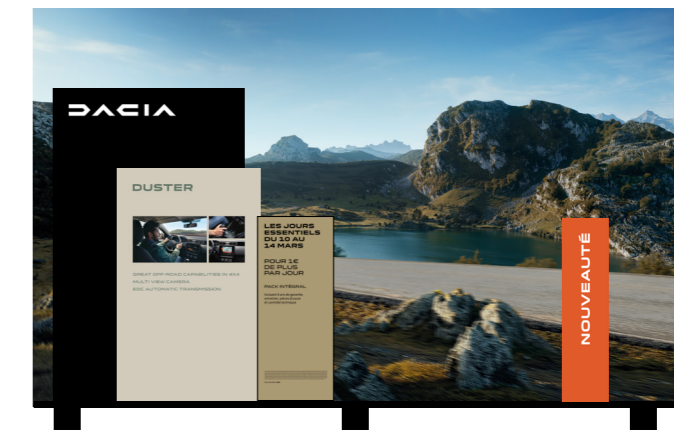 DACIA
DUSTER
GREAT OFF-ROAD CAPABILITIES IN 4X4
MULTI-VIEW CAMERA
EDC AUTOMATIC TRANSMISSION
LES JOURS
ESSENTIELS
DU 10 AU
14 MARS
POUR 1€
DE PLUS
PAR JOUR
PACK INTÉGRAL
NOUVEAUTÉ